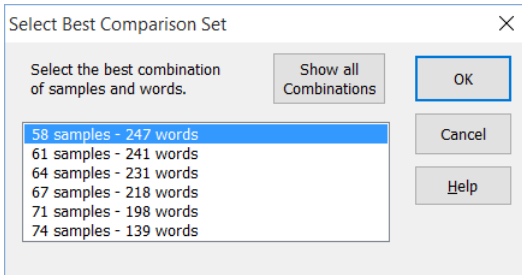 Select Best Comparison Set
Select the best combination
of samples and words.
Show all
Combinations
OK
Cancel
Help
58 samples - 247 words
61 samples - 241 words
64 samples - 231 words
67 samples - 218 words
71 samples - 198 words
74 samples - 139 words